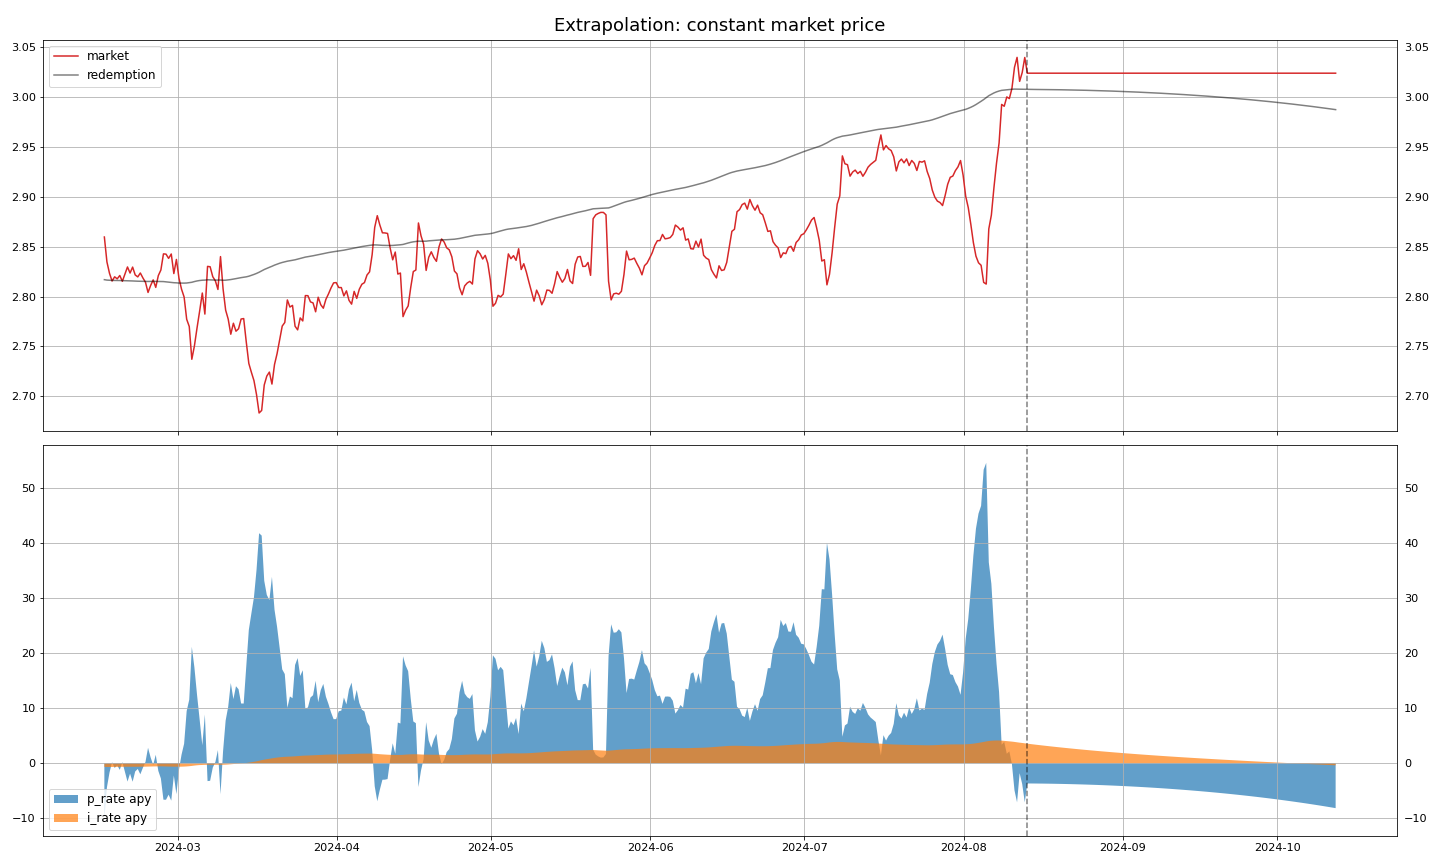 Extrapolation: constant market price
market
redemption
3.05 3.05
3.00 3.00
2.95 2.95
2.90 2.90
2.85 2.85
2.80 2.80
2.75 2.75
2.70 2.70
50 50
40 40
30 30
20 20
10 10
0 0
−10 −10
p_rate apy
i_rate apy
2024-03 2024-04 2024-05 2024-06 2024-07 2024-08 2024-09 2024-10